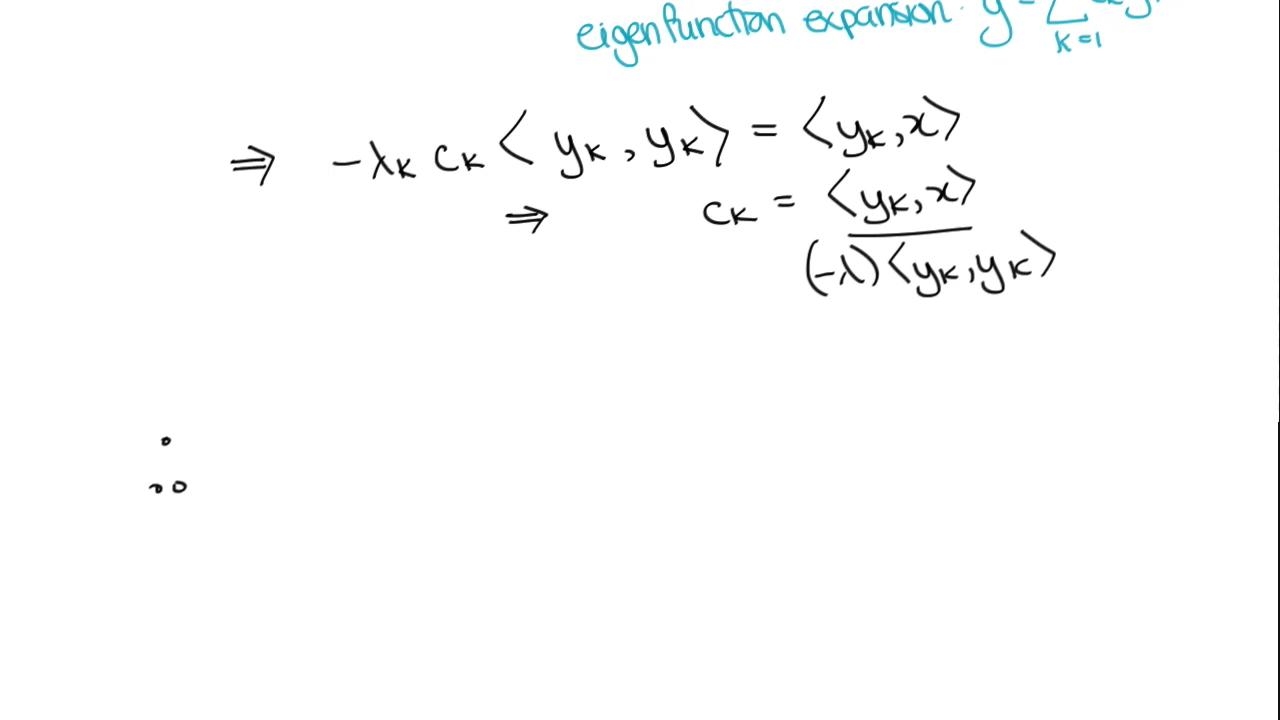 eigenfunction expansion. y = Σ
k=1
⇒ -λₖ cₖ ⟨yₖ, yₖ⟩ = ⟨yₖ, x⟩
⇒ cₖ = ⟨yₖ, x⟩
(-λ)⟨yₖ, yₖ⟩
∴